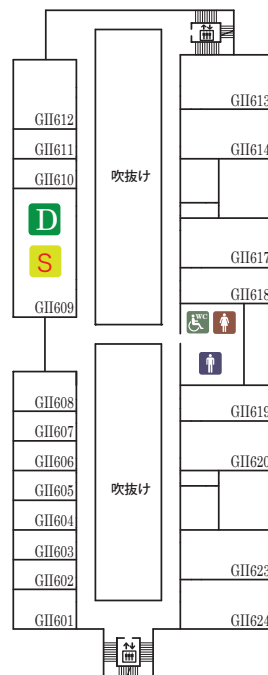 GII612
GII611
GII610
D
S
GII609
GII608
GII607
GII606
GII605
GII604
GII603
GII602
GII601
吹抜け
吹抜け
GII613
GII614
GII617
GII618
WC
GII619
GII620
GII623
GII624